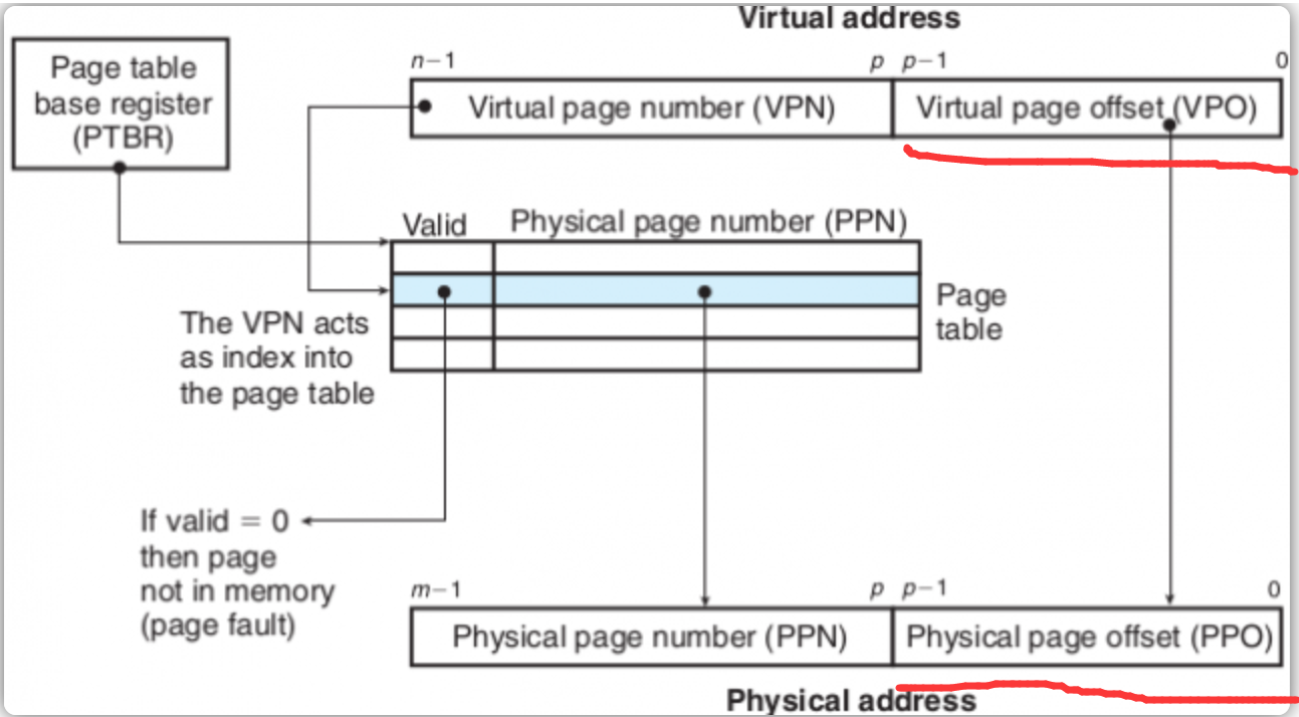 Virtual address
Page table
base register
(PTBR)
n−1
p p−1
0
Virtual page number (VPN)
Virtual page offset (VPO)
Valid
Physical page number (PPN)
Page
table
The VPN acts
as index into
the page table
If valid = 0
then page
not in memory
(page fault)
m−1
p p−1
0
Physical page number (PPN)
Physical page offset (PPO)
Physical address